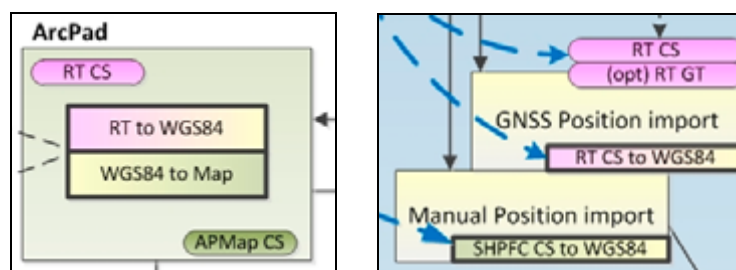 ArcPad
RT CS
RT to WGS84
WGS84 to Map
APMap CS
RT CS
(opt) RT GT
GNSS Position import
RT CS to WGS84
Manual Position import
SHPFC CS to WGS84